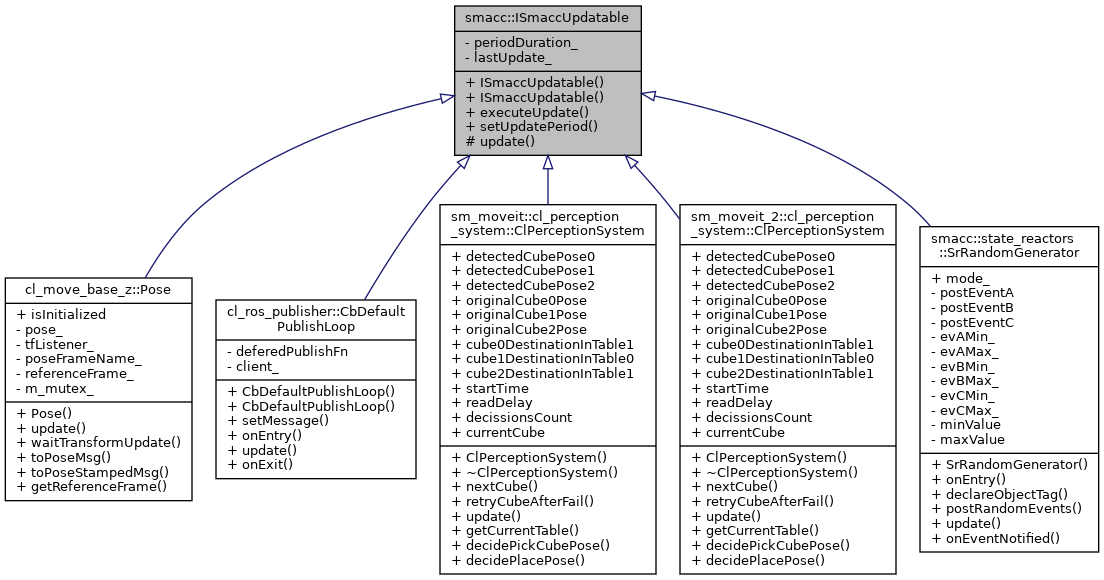 smacc::ISmaccUpdatable
- periodDuration_
- lastUpdate_
+ ISmaccUpdatable()
+ ISmaccUpdatable()
+ executeUpdate()
+ setUpdatePeriod()
# update()
cl_move_base_z::Pose
+ isInitialized
- pose_
- tfListener_
- poseFrameName_
- referenceFrame_
- m_mutex_
+ Pose()
+ update()
+ waitTransformUpdate()
+ toPoseMsg()
+ toPoseStampedMsg()
+ getReferenceFrame()
cl_ros_publisher::CbDefault
PublishLoop
- deferedPublishFn
- client_
+ CbDefaultPublishLoop()
+ CbDefaultPublishLoop()
+ setMessage()
+ onEntry()
+ update()
+ onExit()
sm_moveit::cl_perception
_system::ClPerceptionSystem
+ detectedCubePose0
+ detectedCubePose1
+ detectedCubePose2
+ originalCube0Pose
+ originalCube1Pose
+ originalCube2Pose
+ cube0DestinationInTable1
+ cube1DestinationInTable0
+ cube2DestinationInTable1
+ startTime
+ readDelay
+ decissionsCount
+ currentCube
+ ClPerceptionSystem()
+ ~ClPerceptionSystem()
+ nextCube()
+ retryCubeAfterFail()
+ update()
+ getCurrentTable()
+ decidePickCubePose()
+ decidePlacePose()
sm_moveit_2::cl_perception
_system::ClPerceptionSystem
+ detectedCubePose0
+ detectedCubePose1
+ detectedCubePose2
+ originalCube0Pose
+ originalCube1Pose
+ originalCube2Pose
+ cube0DestinationInTable1
+ cube1DestinationInTable0
+ cube2DestinationInTable1
+ startTime
+ readDelay
+ decissionsCount
+ currentCube
+ ClPerceptionSystem()
+ ~ClPerceptionSystem()
+ nextCube()
+ retryCubeAfterFail()
+ update()
+ getCurrentTable()
+ decidePickCubePose()
+ decidePlacePose()
smacc::state_reactors
::SrRandomGenerator
+ mode_
- postEventA
- postEventB
- postEventC
- evAMin_
- evAMax_
- evBMin_
- evBMax_
- evCMin_
- evCMax_
- minValue
- maxValue
+ SrRandomGenerator()
+ onEntry()
+ declareObjectTag()
+ postRandomEvents()
+ update()
+ onEventNotified()